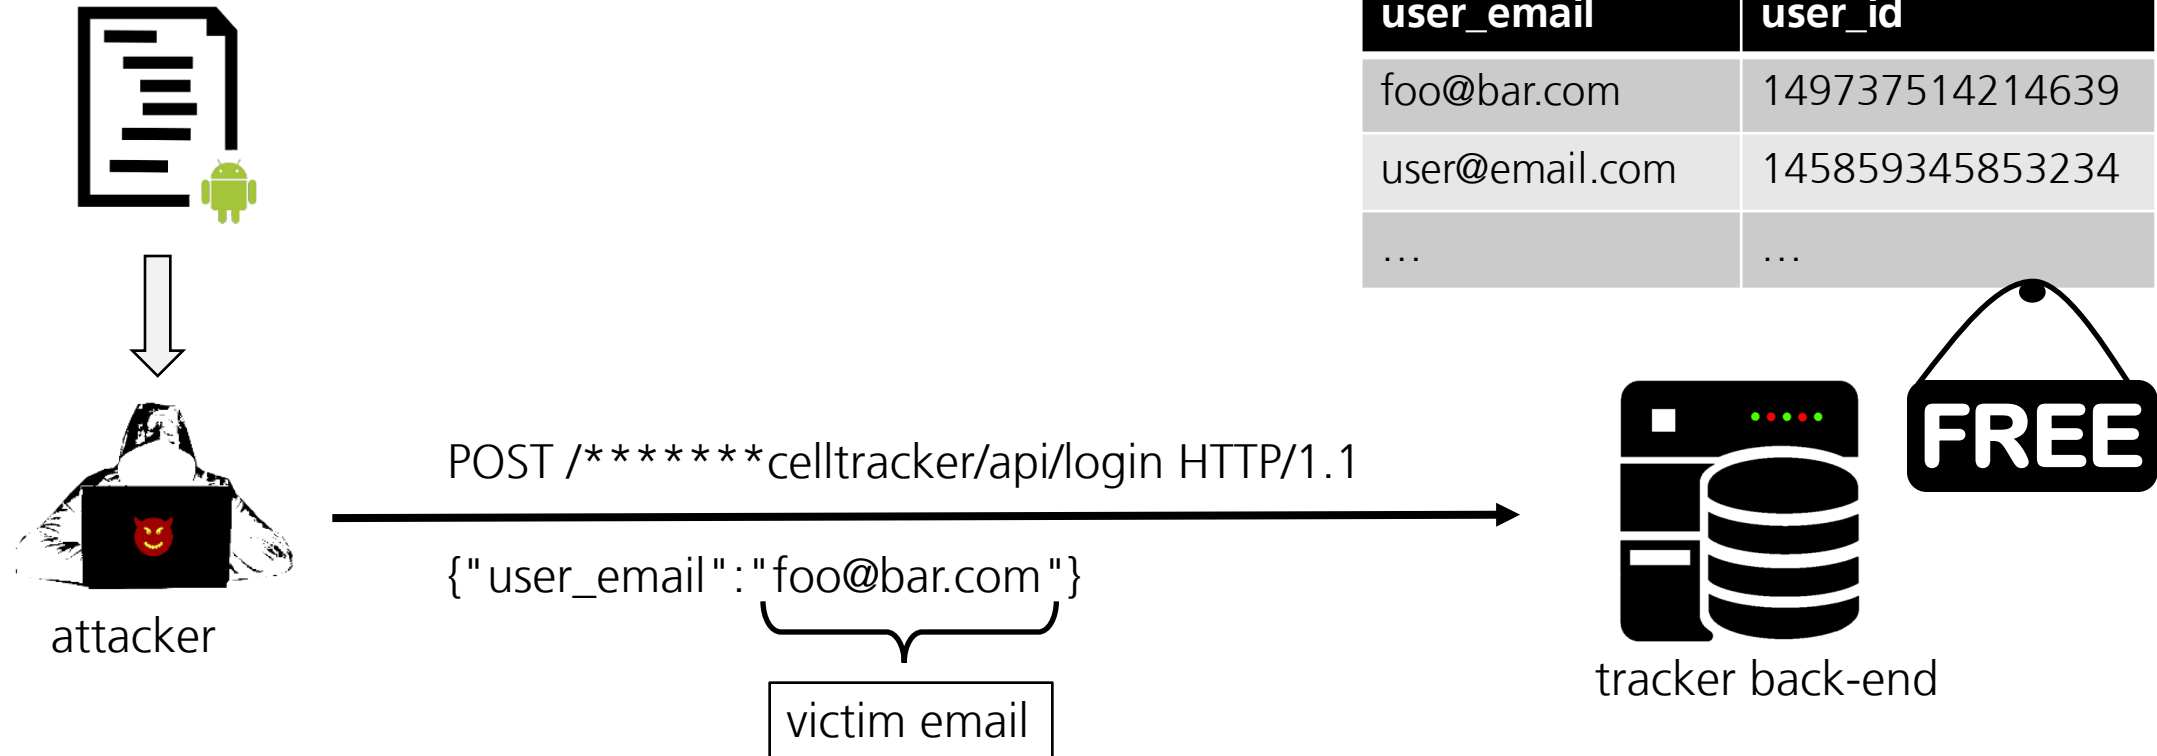 user_email user_id
foo@bar.com 149737514214639
user@email.com 145859345853234
... ...
FREE
POST /*******celltracker/api/login HTTP/1.1
{"user_email":"foo@bar.com"}
attacker
victim email
tracker back-end